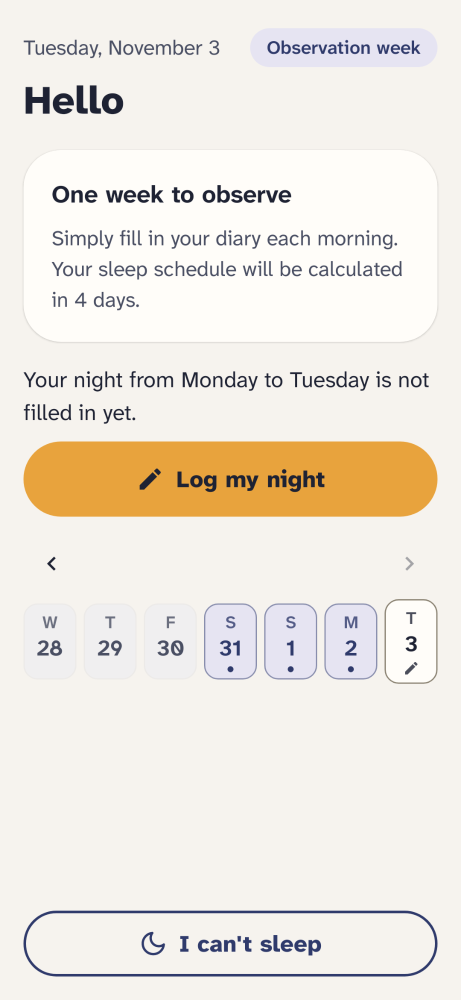 Tuesday, November 3
Observation week
Hello
One week to observe
Simply fill in your diary each morning.
Your sleep schedule will be calculated
in 4 days.
Your night from Monday to Tuesday is not
filled in yet.
Log my night
W T F S S M T
28 29 30 31 1 2 3
I can't sleep